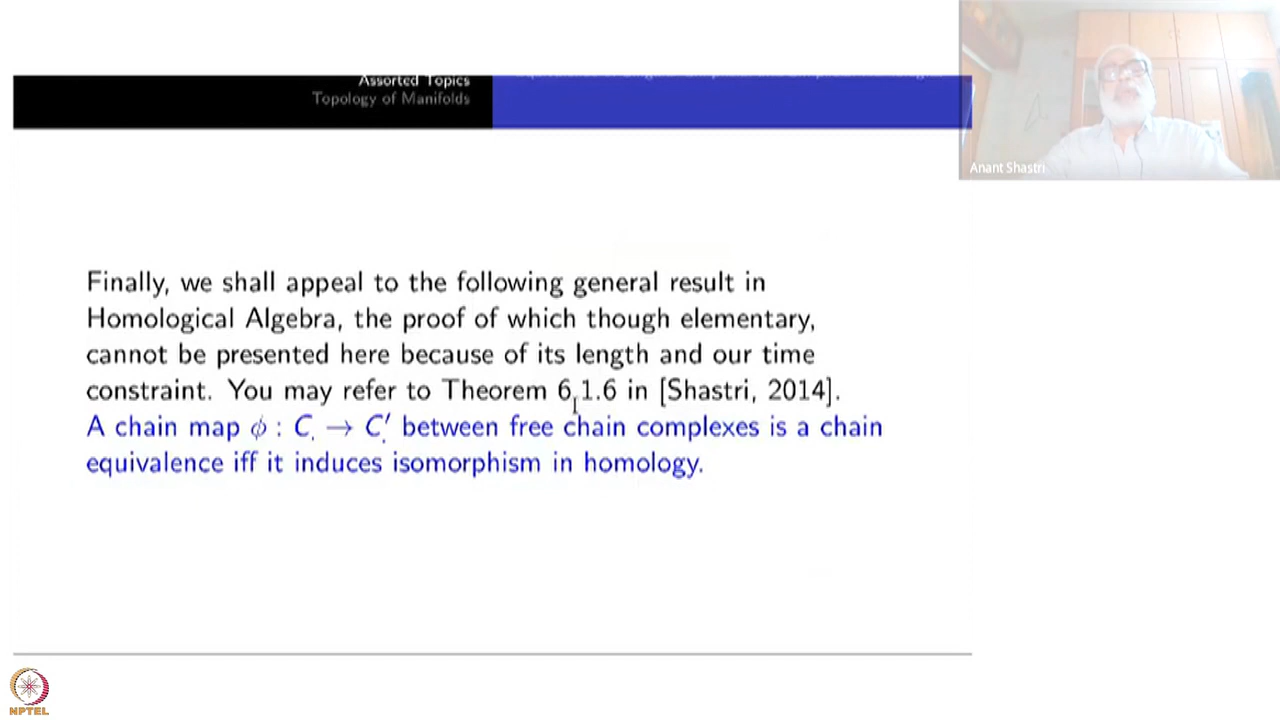 Assorted Topics
Topology of Manifolds
Anant Shastri
Finally, we shall appeal to the following general result in
Homological Algebra, the proof of which though elementary,
cannot be presented here because of its length and our time
constraint. You may refer to Theorem 6.1.6 in [Shastri, 2014].
A chain map ϕ : C. → C.′ between free chain complexes is a chain
equivalence iff it induces isomorphism in homology.
NPTEL